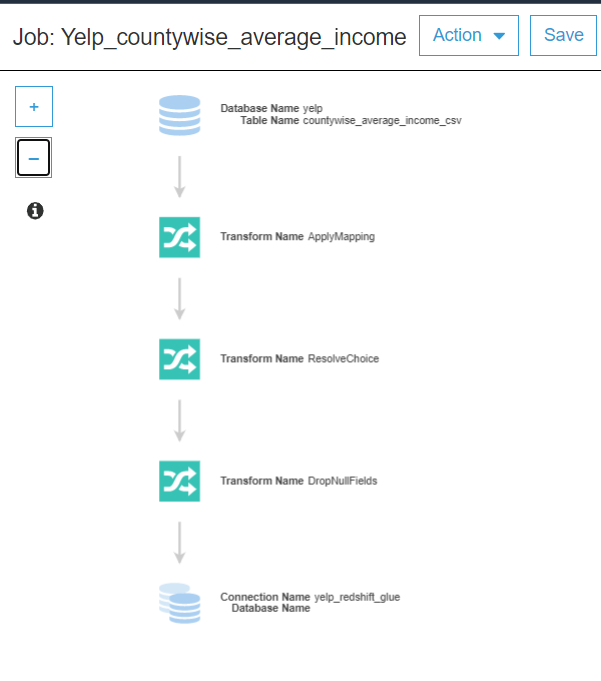 Job: Yelp_countywise_average_income
Action
Save
+
−
Database Name yelp
Table Name countywise_average_income_csv
Transform Name ApplyMapping
Transform Name ResolveChoice
Transform Name DropNullFields
Connection Name yelp_redshift_glue
Database Name